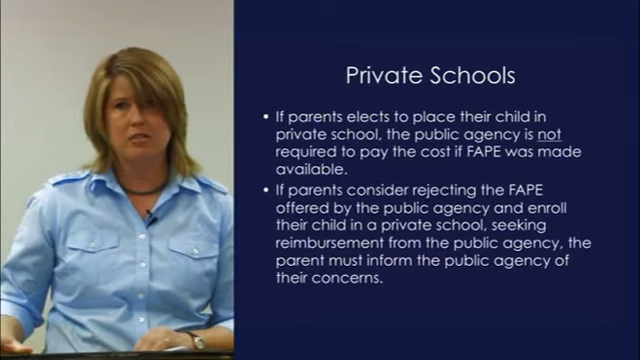 Private Schools
• If parents elects to place their child in
private school, the public agency is not
required to pay the cost if FAPE was made
available.
• If parents consider rejecting the FAPE
offered by the public agency and enroll
their child in a private school, seeking
reimbursement from the public agency, the
parent must inform the public agency of
their concerns.